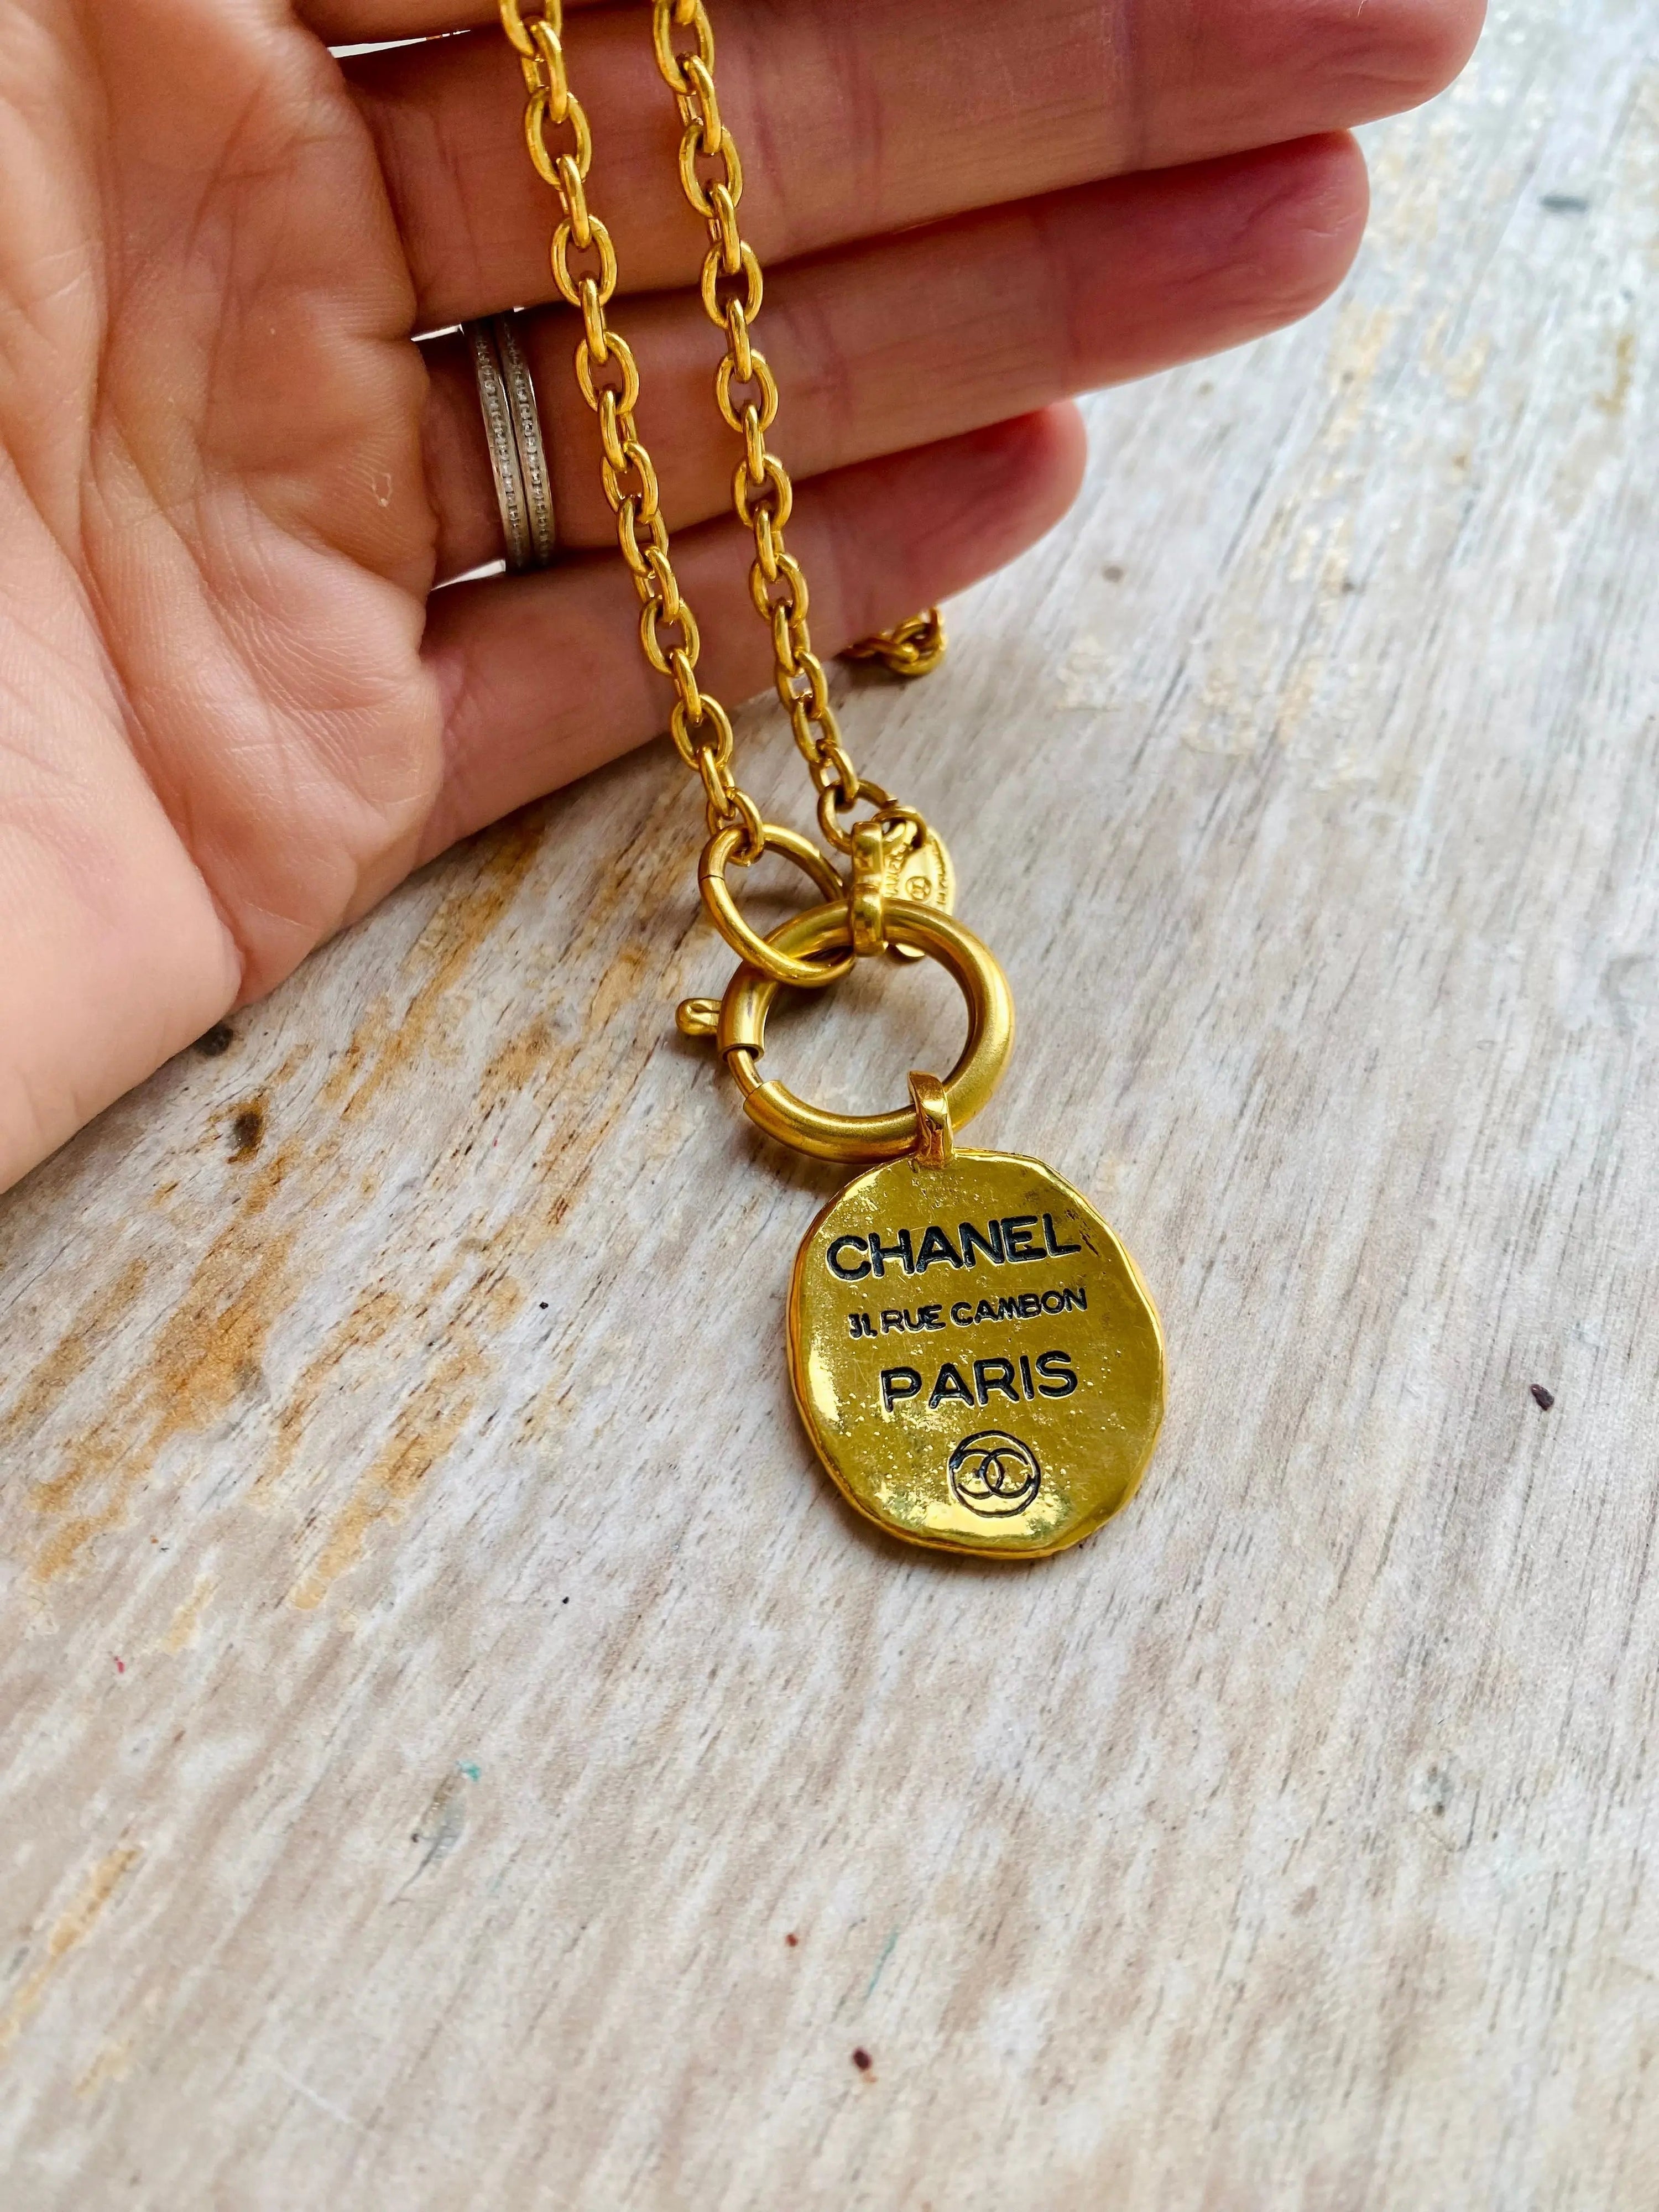 CHANEL
31, RUE CAMBON
PARIS